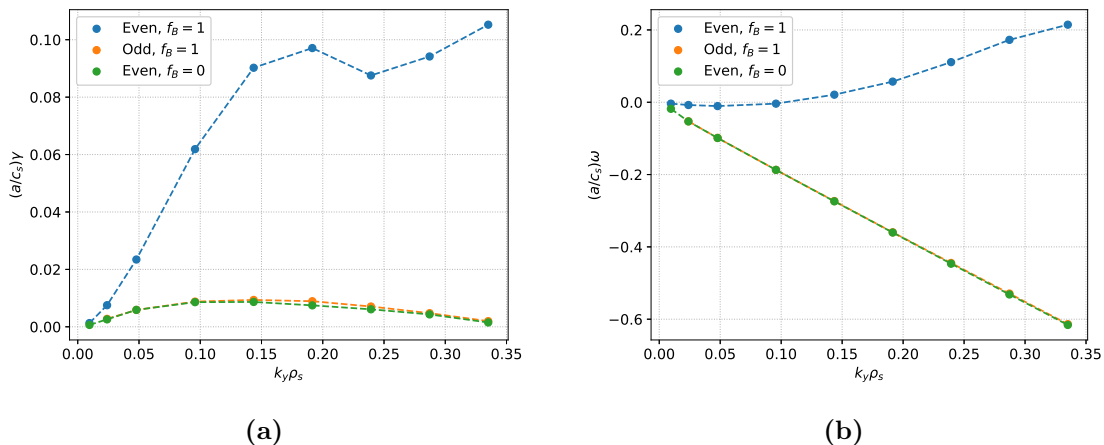 Even, f_B = 1
Odd, f_B = 1
Even, f_B = 0
(a/c_s)γ
0.10
0.08
0.06
0.04
0.02
0.00
0.00 0.05 0.10 0.15 0.20 0.25 0.30 0.35
k_yρ_s
(a)
Even, f_B = 1
Odd, f_B = 1
Even, f_B = 0
(a/c_s)ω
0.2
0.0
−0.2
−0.4
−0.6
0.00 0.05 0.10 0.15 0.20 0.25 0.30 0.35
k_yρ_s
(b)